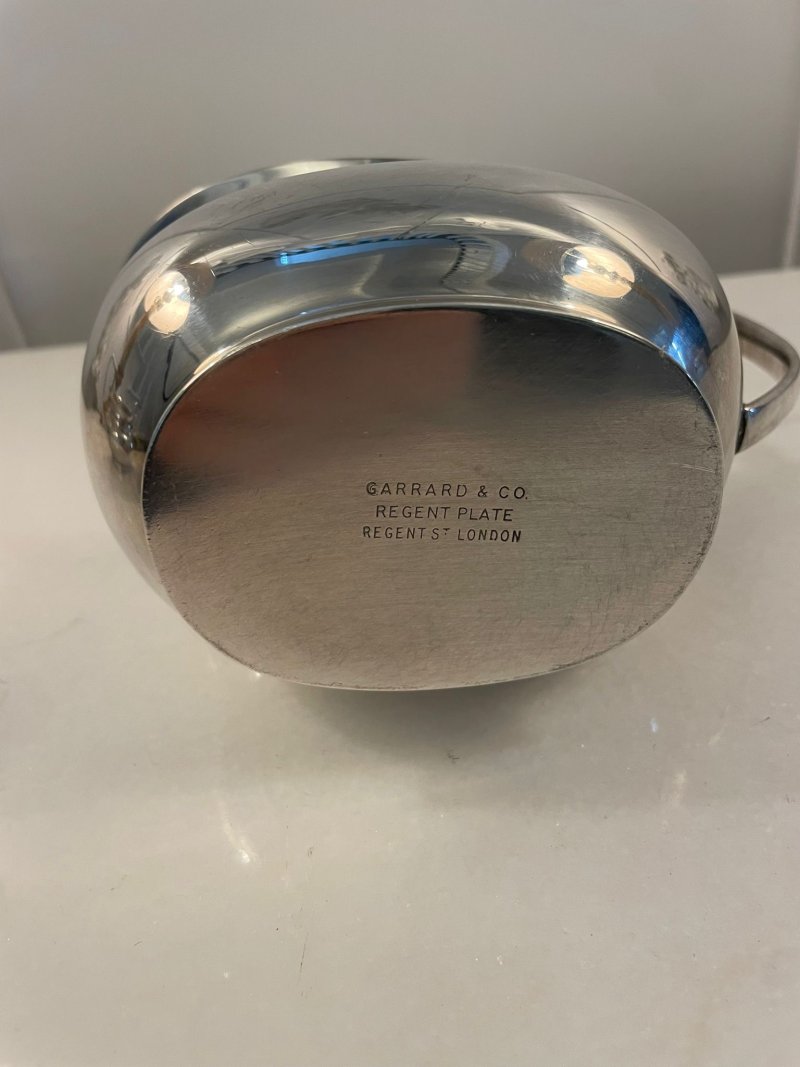 GARRARD & CO.
REGENT PLATE
REGENT ST LONDON